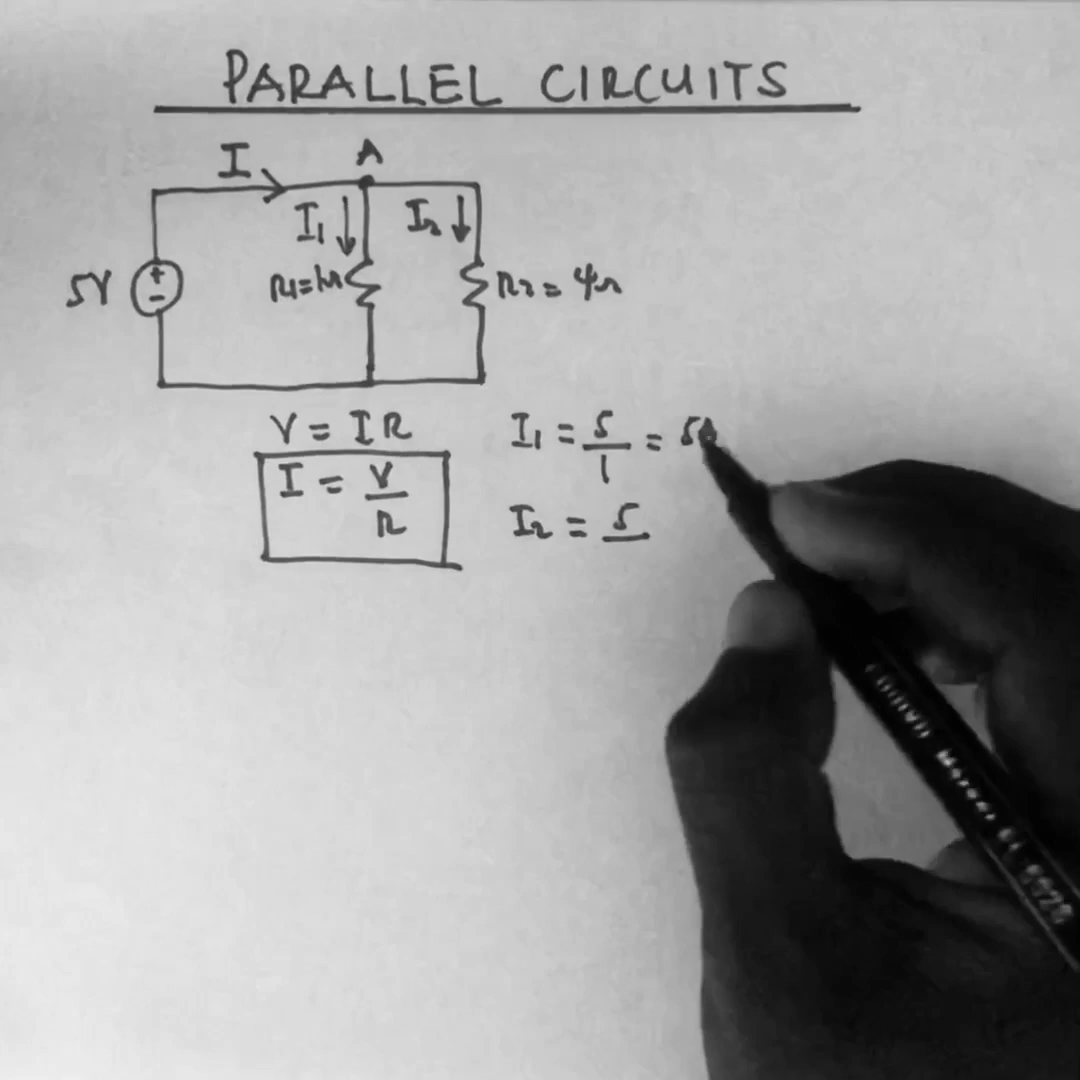 PARALLEL CIRCUITS
I
A
I₁ I₂
5V + - R₁=1Ω R₂ = 4Ω
V = IR
I = V/R
I₁ = 5/1 = 5A
I₂ = 5